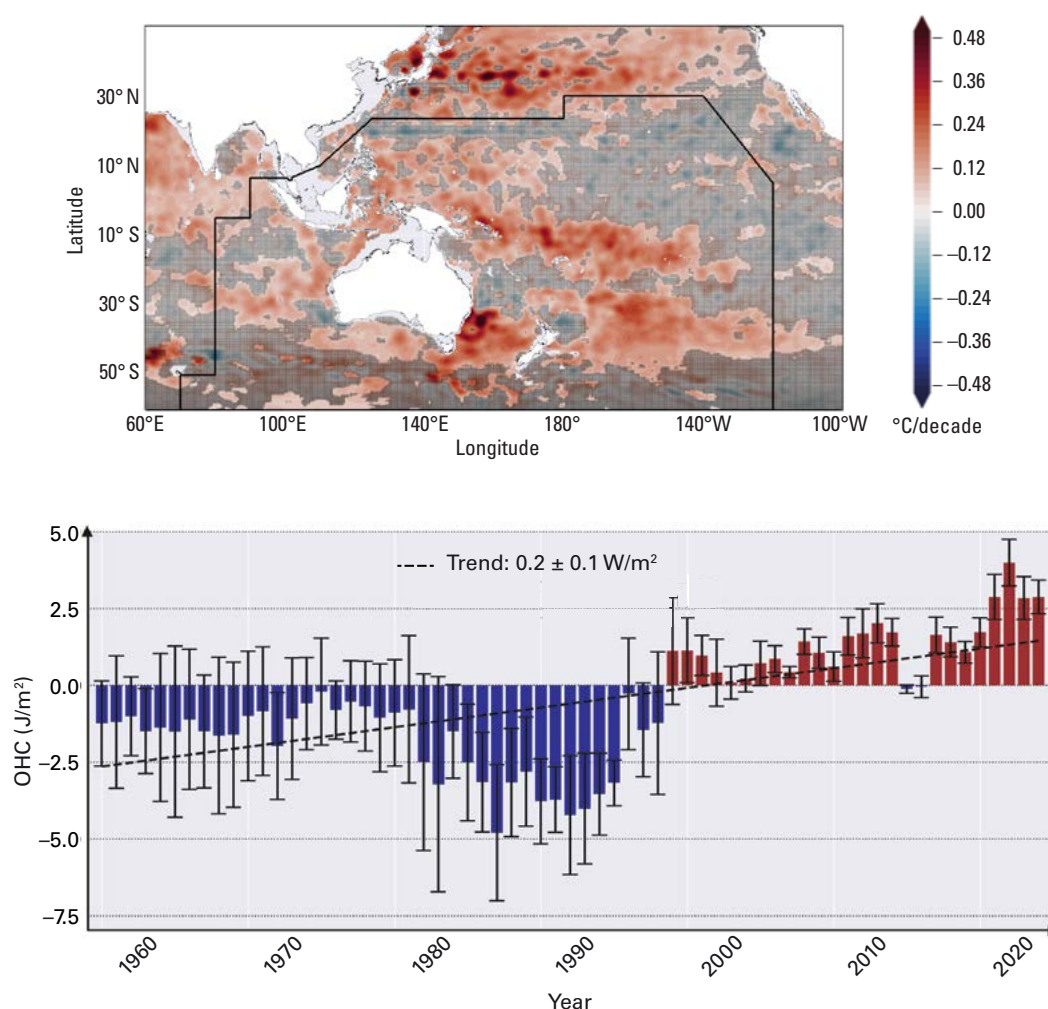 0.48
0.36
0.24
0.12
0.00
–0.12
–0.24
–0.36
–0.48
°C/decade
Latitude
30° N
10° N
10° S
30° S
50° S
60°E 100°E 140°E 180° 140°W 100°W
Longitude
OHC (J/m²)
5.0
2.5
0.0
–2.5
–5.0
–7.5
Trend: 0.2 ± 0.1 W/m²
1960 1970 1980 1990 2000 2010 2020
Year